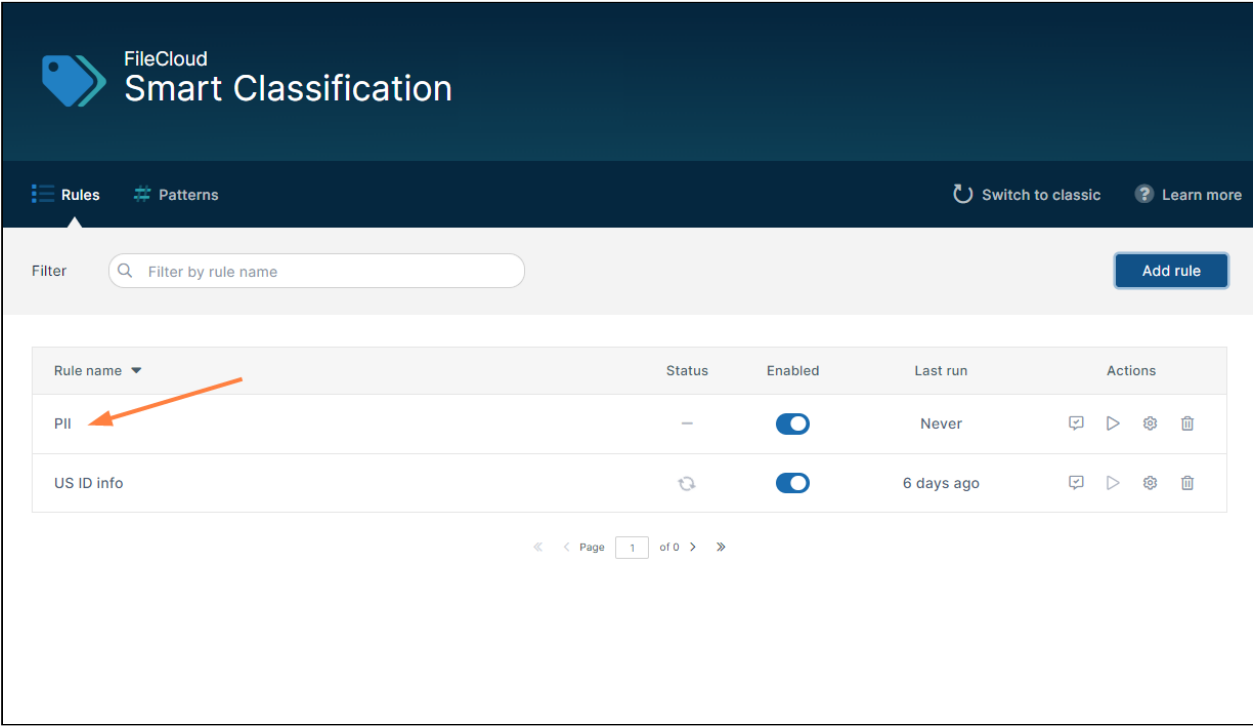 FileCloud
Smart Classification
Rules Patterns Switch to classic ? Learn more
Filter Filter by rule name Add rule
Rule name Status Enabled Last run Actions
PII – Never
US ID info 6 days ago
« < Page 1 of 0 > »